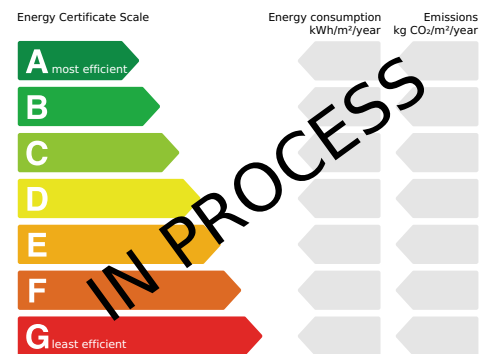 Energy Certificate Scale
Energy consumption
kWh/m²/year
Emissions
kg CO₂/m²/year
A most efficient
B
C
D
E
F
G least efficient
IN PROCESS